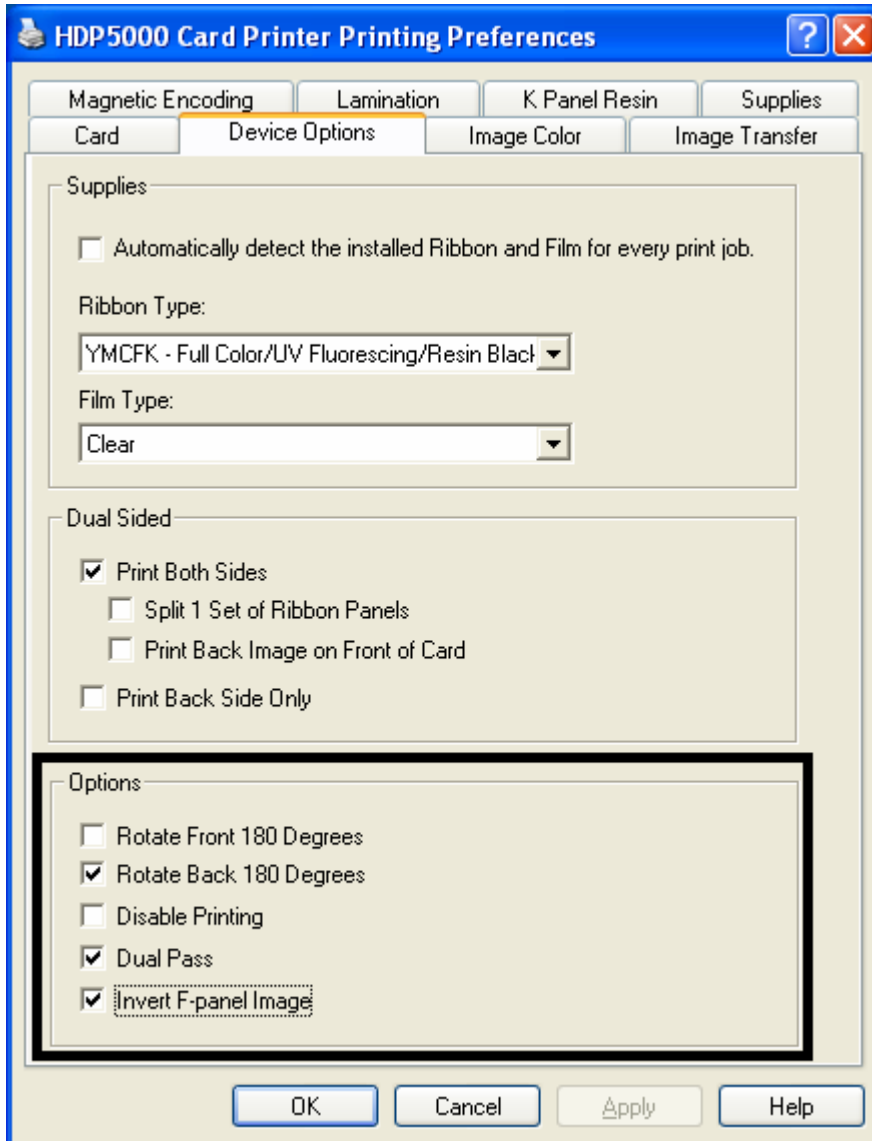 HDP5000 Card Printer Printing Preferences
Magnetic Encoding Lamination K Panel Resin Supplies
Card Device Options Image Color Image Transfer
Supplies
Automatically detect the installed Ribbon and Film for every print job.
Ribbon Type:
YMCFK - Full Color/UV Fluorescing/Resin Blac
Film Type:
Clear
Dual Sided
Print Both Sides
Split 1 Set of Ribbon Panels
Print Back Image on Front of Card
Print Back Side Only
Options
Rotate Front 180 Degrees
Rotate Back 180 Degrees
Disable Printing
Dual Pass
Invert F-panel Image
OK Cancel Apply Help